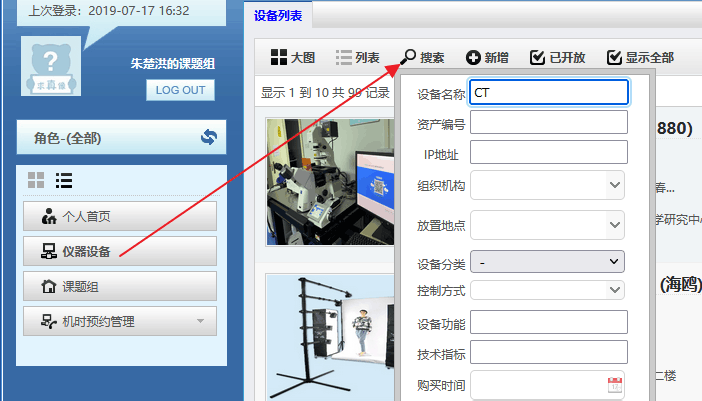 上次登录：2019-07-17 16:32
求真像
朱楚洪的课题组
LOG OUT
角色-(全部)
个人首页
仪器设备
课题组
机时预约管理
设备列表
大图
列表
搜索
新增
已开放
显示全部
显示 1 到 10 共 99 记录
设备名称 CT
资产编号
IP地址
组织机构
放置地点
设备分类 -
控制方式
设备功能
技术指标
购买时间
880)
春...
学研究中
(海鸥)
二楼